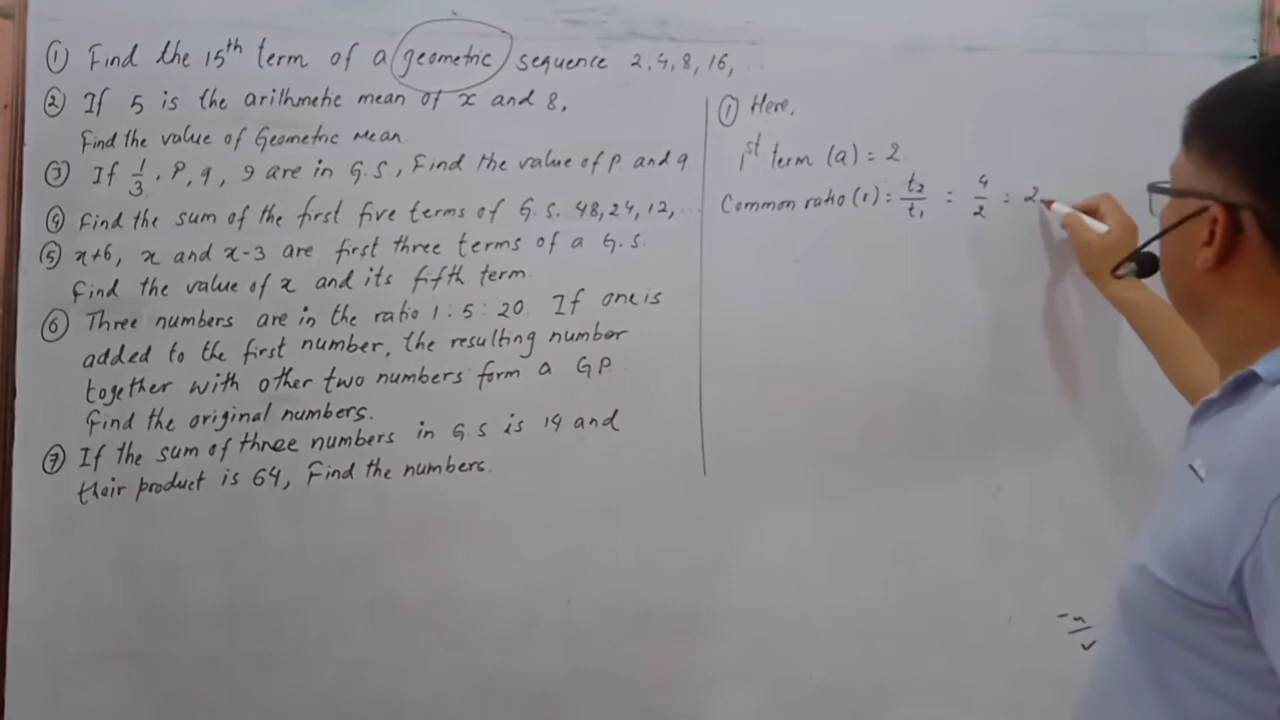 ① Find the 15th term of a geometric sequence 2, 4, 8, 16, ..
② If 5 is the arithmetic mean of x and 8,
Find the value of Geometric Mean.
③ If 1/3, P, q, 9 are in G.S, Find the value of P and q
④ Find the sum of the first five terms of G.S. 48, 24, 12, ..
⑤ x+6, x and x-3 are first three terms of a G.S.
Find the value of x and its fifth term.
⑥ Three numbers are in the ratio 1 : 5 : 20. If one is
added to the first number, the resulting number
together with other two numbers form a GP
Find the original numbers.
⑦ If the sum of three numbers in G.S is 14 and
their product is 64, Find the numbers.
① Here,
1st term (a) = 2
Common ratio (r) = t2/t1 = 4/2 = 2